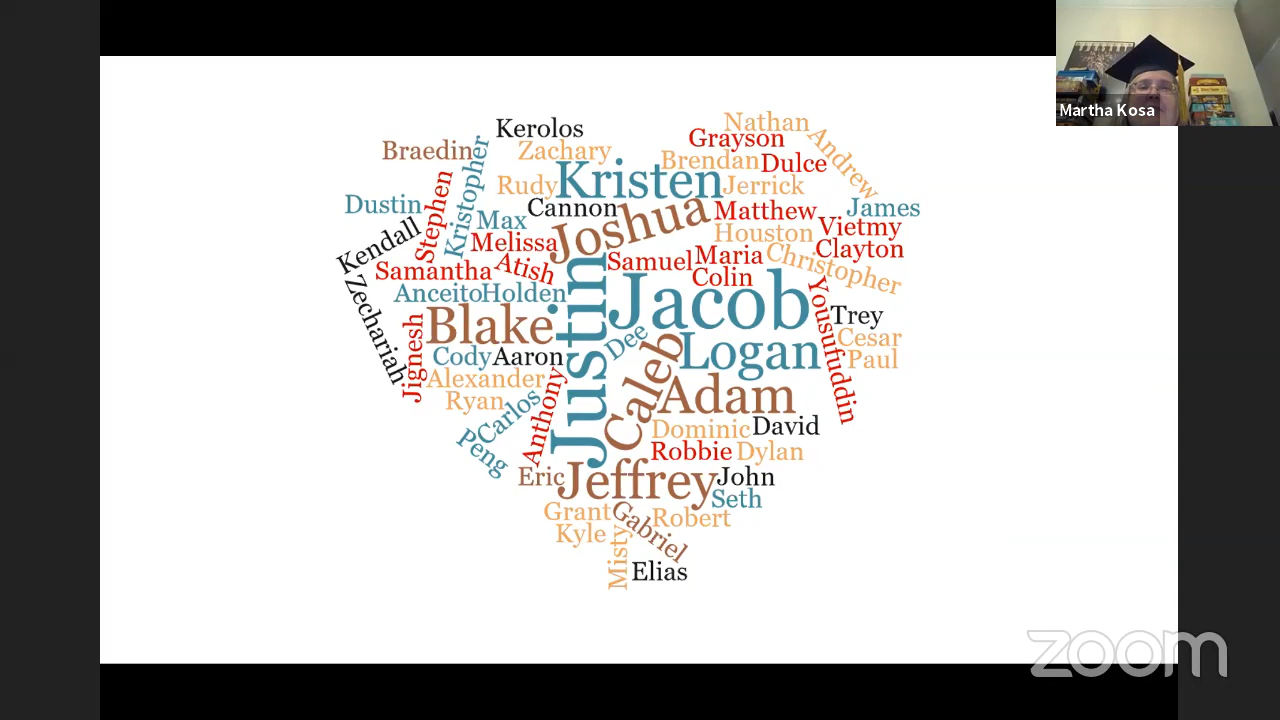 Martha Kosa
Nathan
Kerolos
Grayson
Andrew
Braedin
Zachary
Brendan
Dulce
Kristopher
Kristen
Rudy
Jerrick
Stephen
Dustin
Cannon
Joshua
Matthew
James
Max
Vietmy
Kendall
Melissa
Houston
Clayton
Samuel
Maria
Christopher
Samantha
Atish
Colin
Zechariah
Anceito
Holden
Justin
Jacob
Yousufuddin
Trey
Jignesh
Blake
Dee
Logan
Cesar
Cody
Aaron
Caleb
Paul
Alexander
Anthony
Adam
Ryan
Carlos
Dominic
David
Peng
Robbie
Dylan
Eric
Jeffrey
John
Seth
Grant
Gabriel
Robert
Kyle
Misty
Elias
zoom